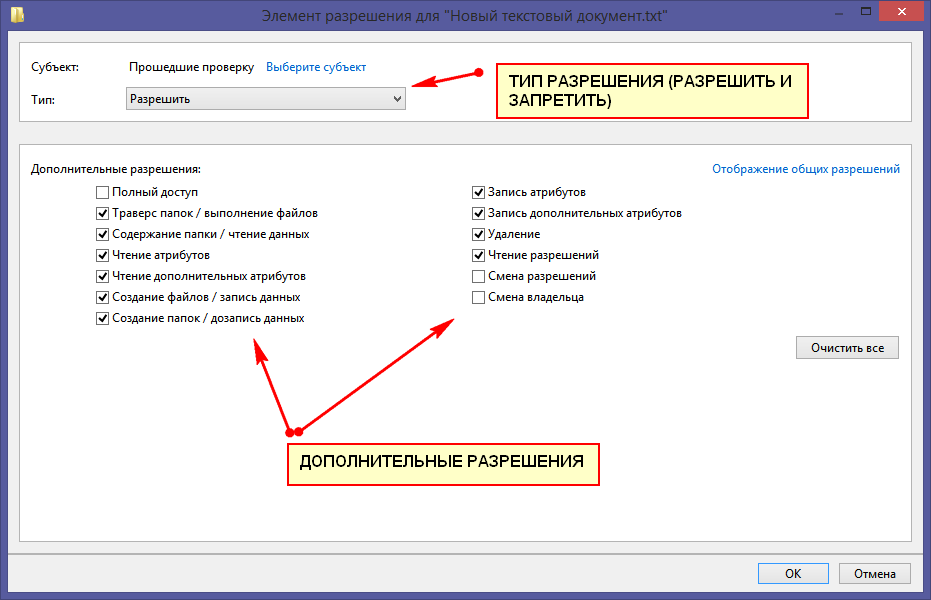 Элемент разрешения для "Новый текстовый документ.txt"
Субъект: Прошедшие проверку Выберите субъект
Тип: Разрешить
ТИП РАЗРЕШЕНИЯ (РАЗРЕШИТЬ И
ЗАПРЕТИТЬ)
Дополнительные разрешения:
Отображение общих разрешений
Полный доступ
Траверс папок / выполнение файлов
Содержание папки / чтение данных
Чтение атрибутов
Чтение дополнительных атрибутов
Создание файлов / запись данных
Создание папок / дозапись данных
Запись атрибутов
Запись дополнительных атрибутов
Удаление
Чтение разрешений
Смена разрешений
Смена владельца
Очистить все
ДОПОЛНИТЕЛЬНЫЕ РАЗРЕШЕНИЯ
ОК
Отмена